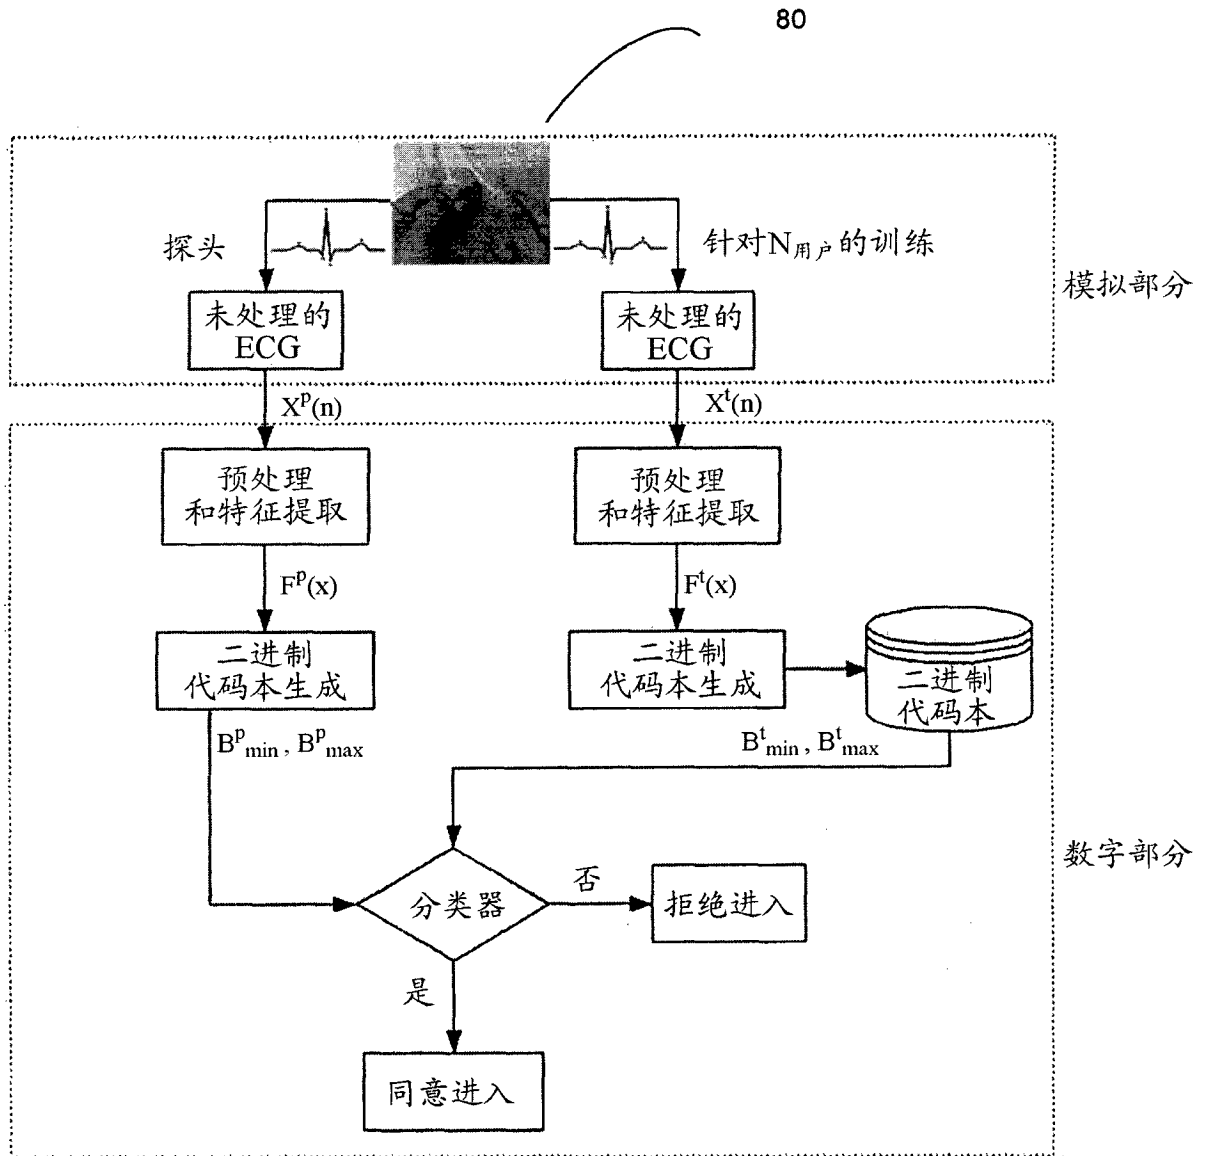 80
探头
针对N用户的训练
未处理的
ECG
未处理的
ECG
模拟部分
X^p(n)
X^t(n)
预处理
和特征提取
预处理
和特征提取
F^p(x)
F^t(x)
二进制
代码本生成
二进制
代码本生成
二进制
代码本
B^p_min, B^p_max
B^t_min, B^t_max
数字部分
分类器
否
拒绝进入
是
同意进入